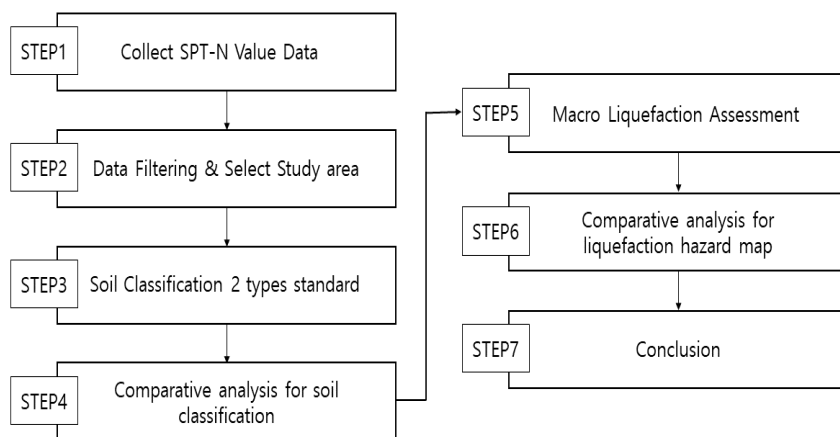 STEP1
Collect SPT-N Value Data
STEP2
Data Filtering & Select Study area
STEP3
Soil Classification 2 types standard
STEP4
Comparative analysis for soil
classification
STEP5
Macro Liquefaction Assessment
STEP6
Comparative analysis for
liquefaction hazard map
STEP7
Conclusion